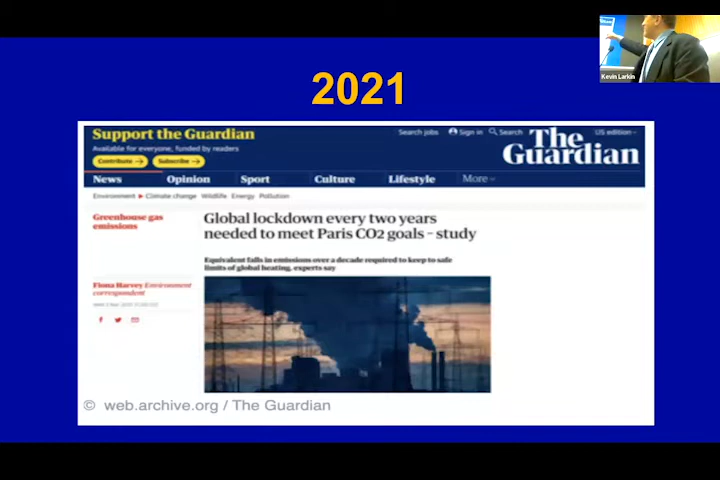 Kevin Larkin
2021
Support the Guardian
Available for everyone, funded by readers
Contribute →
Subscribe →
Search jobs
Sign in
Search
US edition
The
Guardian
News
Opinion
Sport
Culture
Lifestyle
More
Environment
Climate change
Wildlife
Energy
Pollution
Greenhouse gas
emissions
Global lockdown every two years
needed to meet Paris CO2 goals – study
Equivalent falls in emissions over a decade required to keep to safe
limits of global heating, experts say
Fiona Harvey Environment
correspondent
© web.archive.org / The Guardian